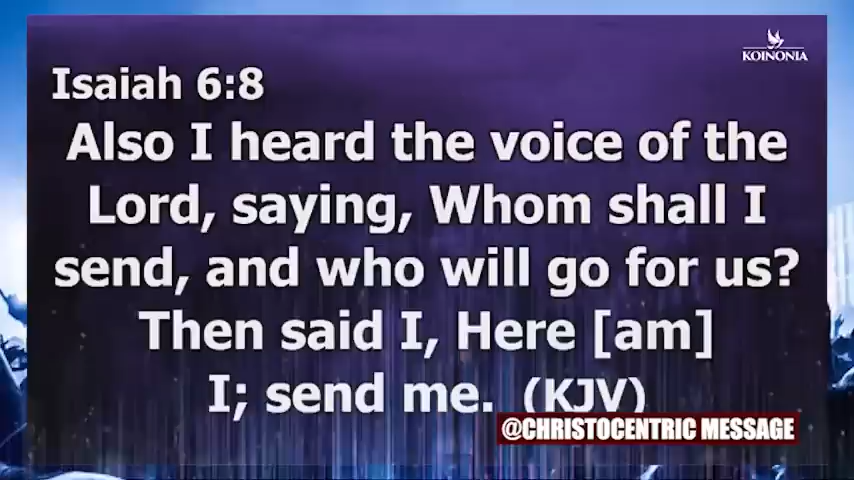 KOINONIA
Isaiah 6:8
Also I heard the voice of the
Lord, saying, Whom shall I
send, and who will go for us?
Then said I, Here [am]
I; send me. (KJV)
@CHRISTOCENTRIC MESSAGE